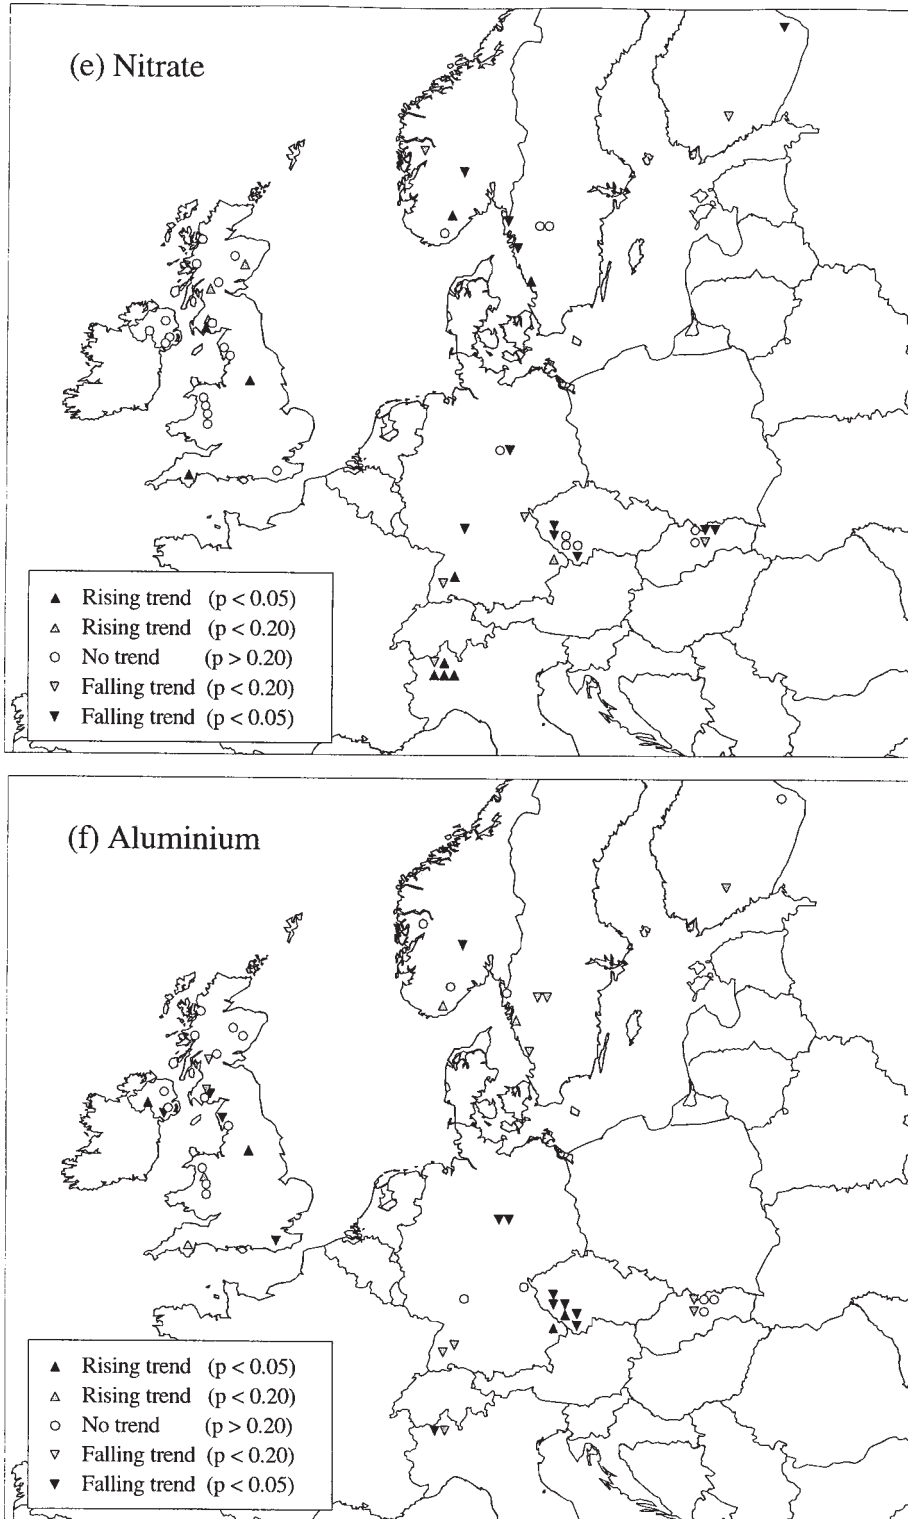 (e) Nitrate
Rising trend (p < 0.05)
Rising trend (p < 0.20)
No trend (p > 0.20)
Falling trend (p < 0.20)
Falling trend (p < 0.05)
(f) Aluminium
Rising trend (p < 0.05)
Rising trend (p < 0.20)
No trend (p > 0.20)
Falling trend (p < 0.20)
Falling trend (p < 0.05)